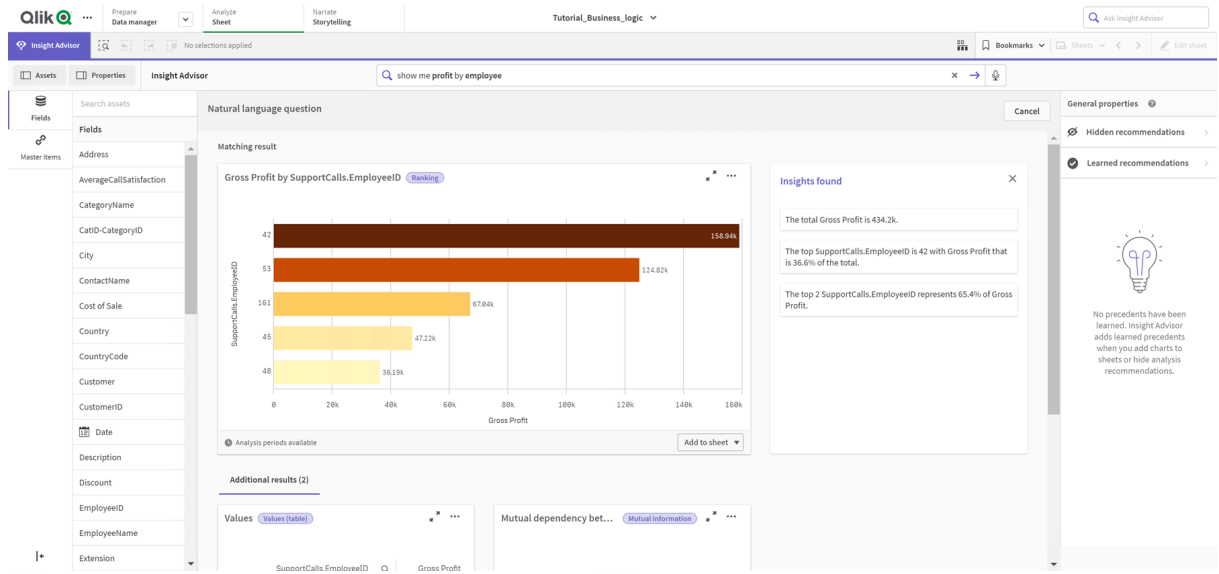 Qlik
Prepare
Data manager
Analyze
Sheet
Narrate
Storytelling
Tutorial_Business_logic
Ask Insight Advisor
Insight Advisor
No selections applied
Bookmarks
Sheets
Edit sheet
Assets
Properties
Insight Advisor
show me profit by employee
Fields
Master items
Search assets
Fields
Address
AverageCallSatisfaction
CategoryName
CatID-CategoryID
City
ContactName
Cost of Sale
Country
CountryCode
Customer
CustomerID
Date
Description
Discount
EmployeeID
EmployeeName
Extension
Natural language question
Cancel
Matching result
Gross Profit by SupportCalls.EmployeeID
Ranking
SupportCalls.EmployeeID
42
158.94k
53
124.82k
161
67.04k
45
47.22k
48
36.19k
0 20k 40k 60k 80k 100k 120k 140k 160k
Gross Profit
Analysis periods available
Add to sheet
Insights found
The total Gross Profit is 434.2k.
The top SupportCalls.EmployeeID is 42 with Gross Profit that
is 36.6% of the total.
The top 2 SupportCalls.EmployeeID represents 65.4% of Gross
Profit.
Additional results (2)
Values
Values (table)
SupportCalls.EmployeeID
Gross Profit
Mutual dependency bet...
Mutual information
General properties
Hidden recommendations
Learned recommendations
No precedents have been
learned. Insight Advisor
adds learned precedents
when you add charts to
sheets or hide analysis
recommendations.